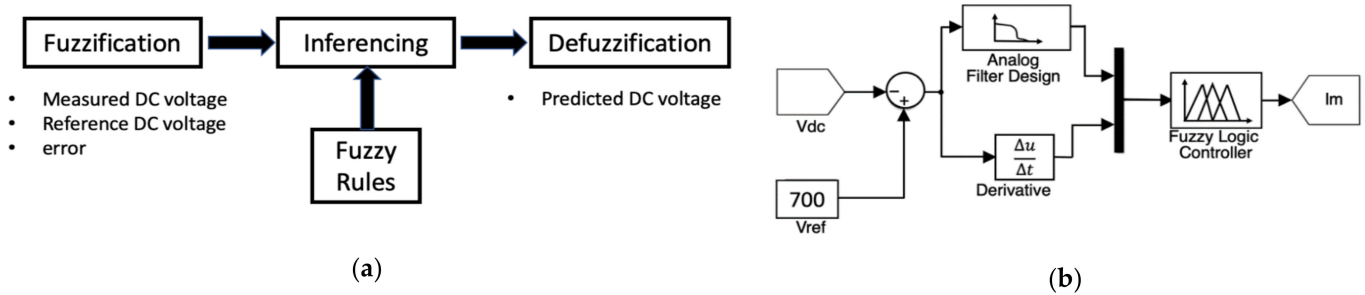 Fuzzification
Inferencing
Defuzzification
• Measured DC voltage
• Reference DC voltage
• error
• Predicted DC voltage
Fuzzy
Rules
(a)
Analog
Filter Design
Vdc
-
+
700
Vref
Δu
Δt
Derivative
Fuzzy Logic
Controller
Im
(b)